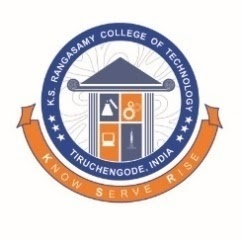 K.S. RANGASAMY COLLEGE OF TECHNOLOGY
TIRUCHENGODE, INDIA
KNOW SERVE RISE